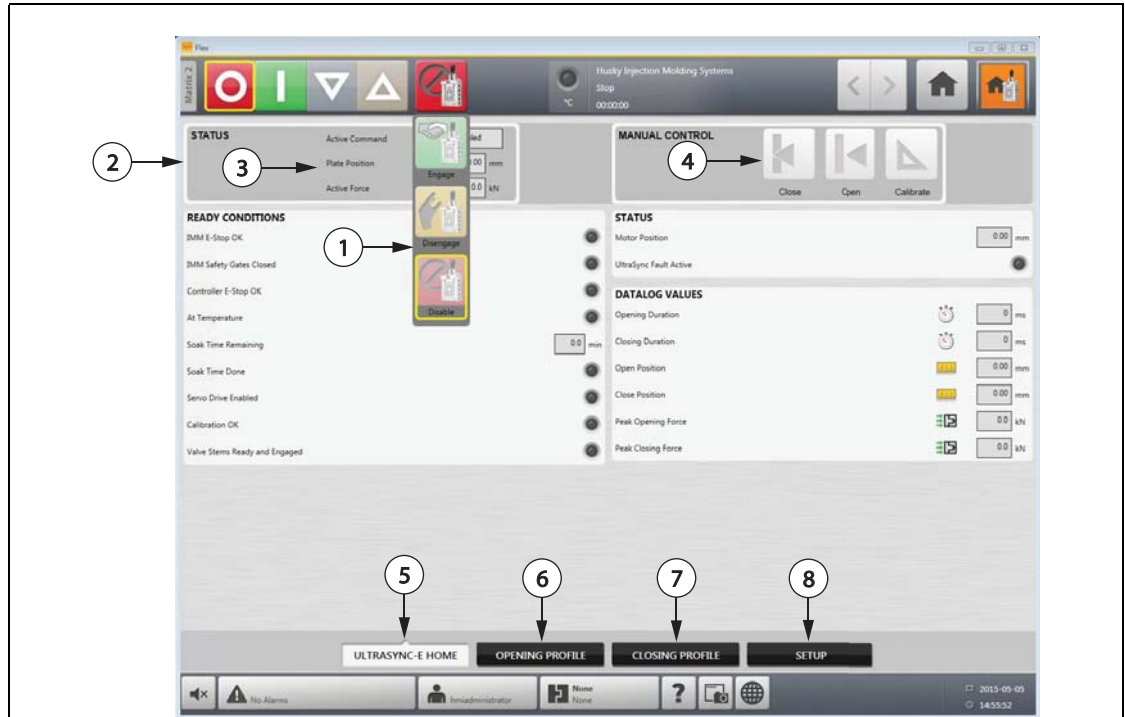 Flex
Matrix 2
°C
Husky Injection Molding Systems
Stop
00:00:00
STATUS
Active Command
Plate Position
mm
Active Force
0.0 kN
Engage
Disengage
Disable
MANUAL CONTROL
Close
Open
Calibrate
2
3
4
1
READY CONDITIONS
IMM E-Stop OK
IMM Safety Gates Closed
Controller E-Stop OK
At Temperature
Soak Time Remaining
0.0 min
Soak Time Done
Servo Drive Enabled
Calibration OK
Valve Stems Ready and Engaged
STATUS
Motor Position
0.00 mm
UltraSync Fault Active
DATALOG VALUES
Opening Duration
0 ms
Closing Duration
0 ms
Open Position
0.00 mm
Close Position
0.00 mm
Peak Opening Force
0.0 kN
Peak Closing Force
0.0 kN
5
6
7
8
ULTRASYNC-E HOME
OPENING PROFILE
CLOSING PROFILE
SETUP
No Alarms
hmiadministrator
None
None
?
2015-05-05
14:55:52